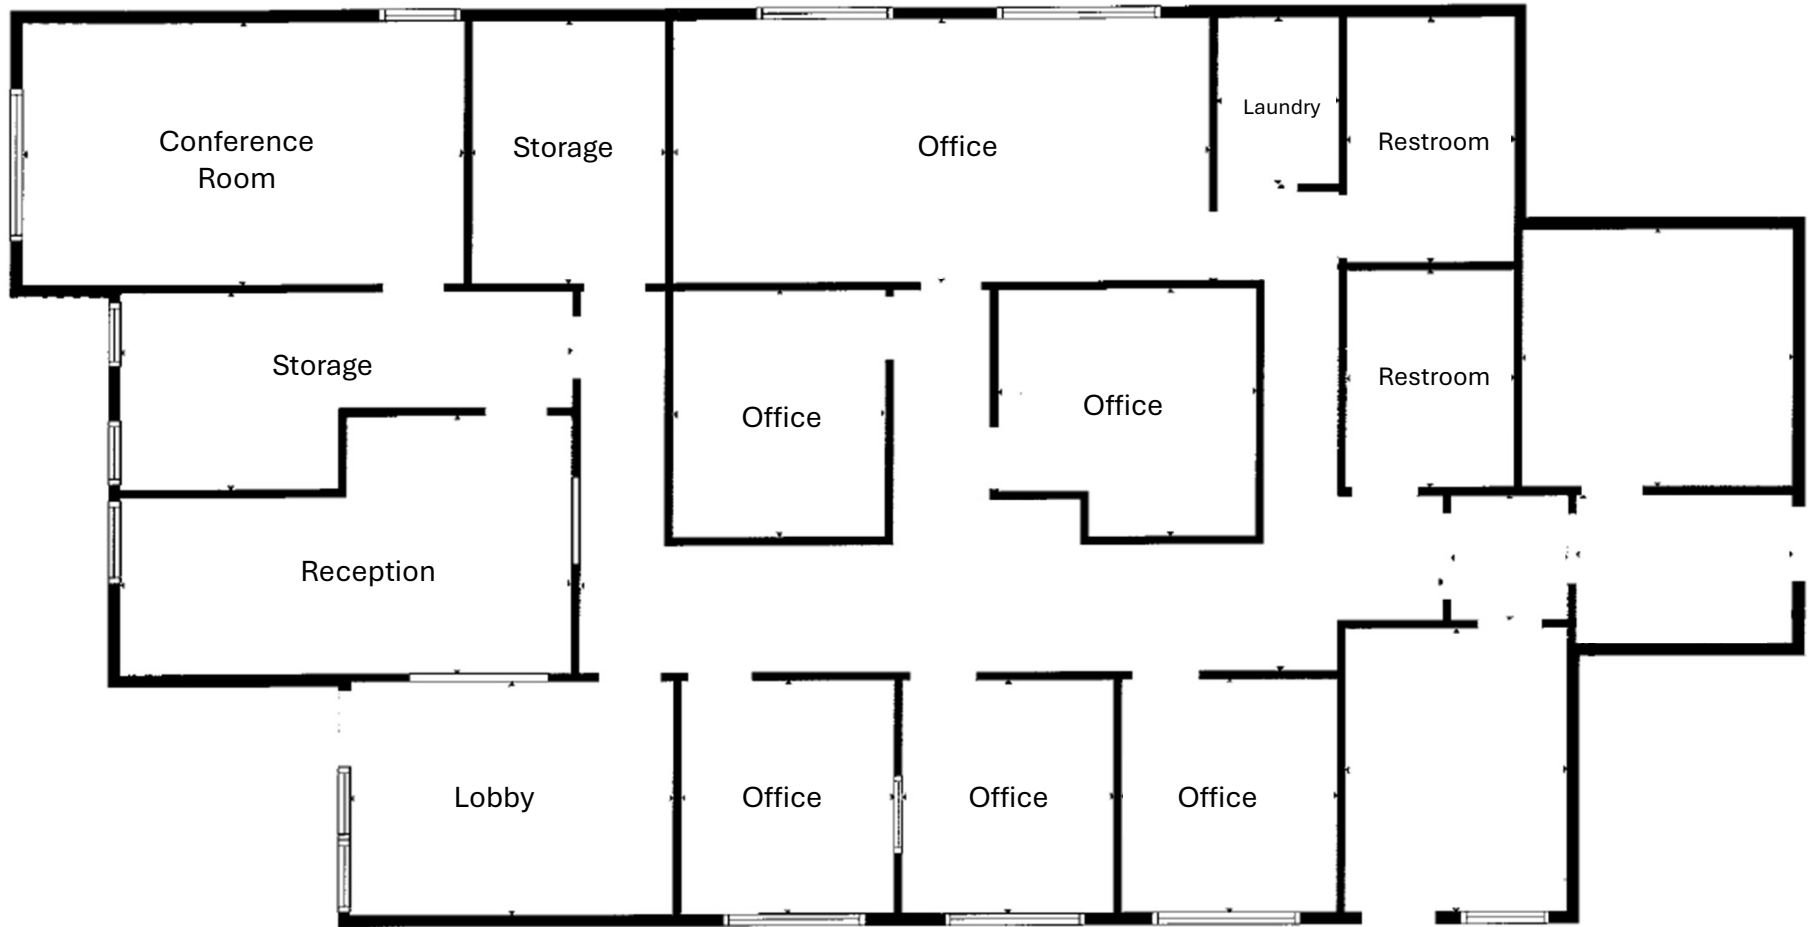 Conference
Room
Storage
Office
Laundry
Restroom
Storage
Office
Office
Restroom
Reception
Lobby
Office
Office
Office